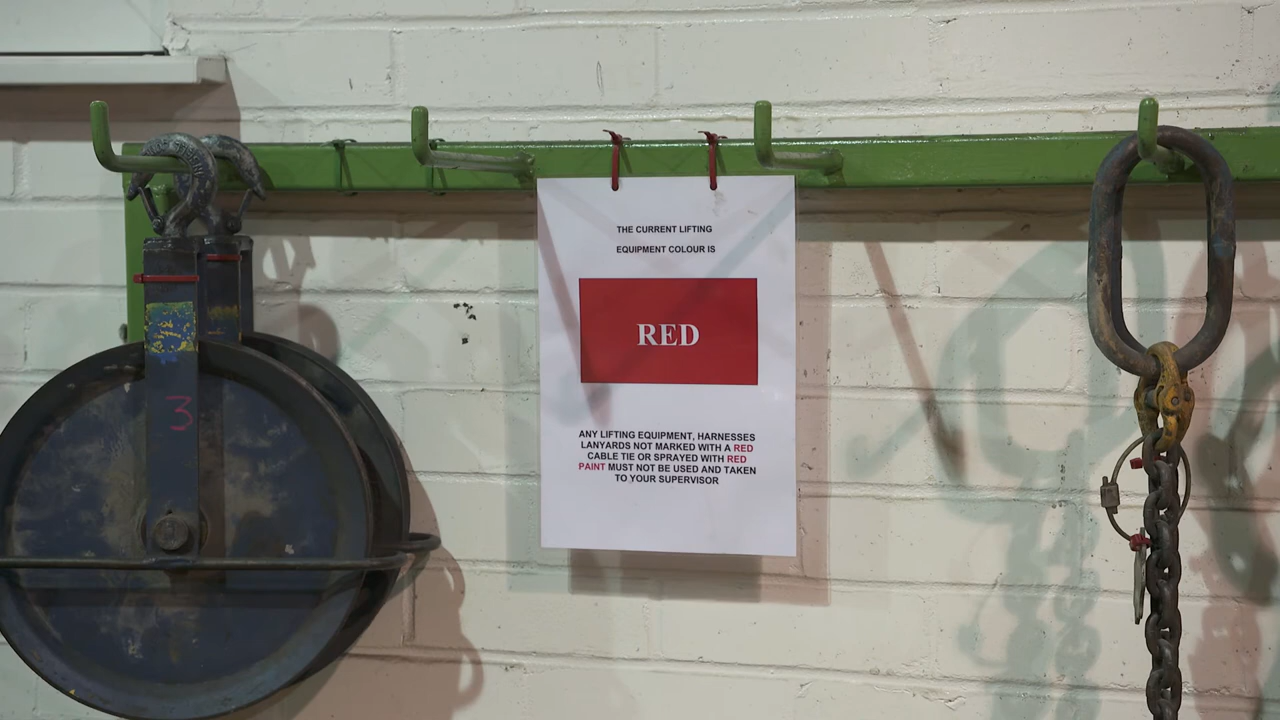 THE CURRENT LIFTING
EQUIPMENT COLOUR IS
RED
ANY LIFTING EQUIPMENT, HARNESSES
LANYARDS NOT MARKED WITH A RED
CABLE TIE OR SPRAYED WITH RED
PAINT MUST NOT BE USED AND TAKEN
TO YOUR SUPERVISOR
3